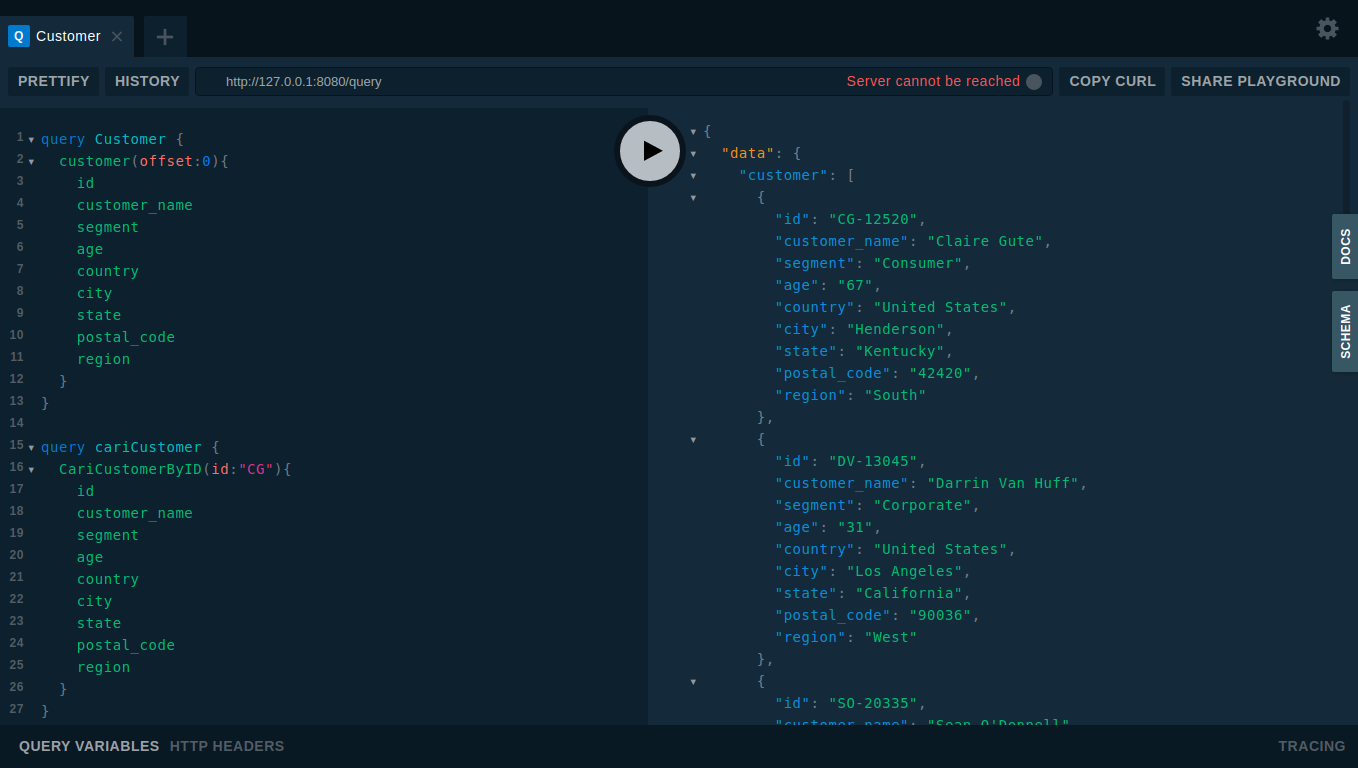 Q Customer
PRETTIFY HISTORY http://127.0.0.1:8080/query Server cannot be reached COPY CURL SHARE PLAYGROUND
1 query Customer {
2 customer(offset:0){
3 id
4 customer_name
5 segment
6 age
7 country
8 city
9 state
10 postal_code
11 region
12 }
13 }
14
15 query cariCustomer {
16 CariCustomerByID(id:"CG"){
17 id
18 customer_name
19 segment
20 age
21 country
22 city
23 state
24 postal_code
25 region
26 }
27 }
{
"data": {
"customer": [
{
"id": "CG-12520",
"customer_name": "Claire Gute",
"segment": "Consumer",
"age": "67",
"country": "United States",
"city": "Henderson",
"state": "Kentucky",
"postal_code": "42420",
"region": "South"
},
{
"id": "DV-13045",
"customer_name": "Darrin Van Huff",
"segment": "Corporate",
"age": "31",
"country": "United States",
"city": "Los Angeles",
"state": "California",
"postal_code": "90036",
"region": "West"
},
{
"id": "SO-20335",
"customer_name": "Sean O'Donnell",
DOCS
SCHEMA
QUERY VARIABLES HTTP HEADERS TRACING